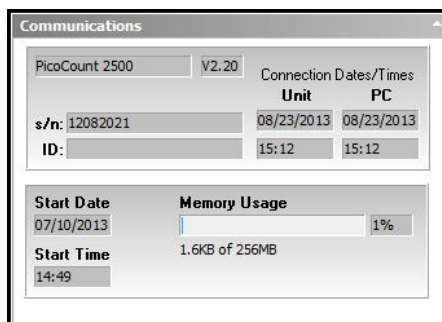 Communications
PicoCount 2500 V2.20
Connection Dates/Times
Unit PC
s/n: 12082021 08/23/2013 08/23/2013
ID: 15:12 15:12
Start Date Memory Usage
07/10/2013 1%
Start Time 1.6KB of 256MB
14:49